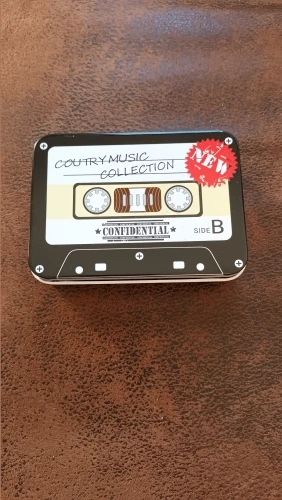 COUTRY MUSIC
COLLECTION
NEW
CONFIDENTIAL
SIDE B